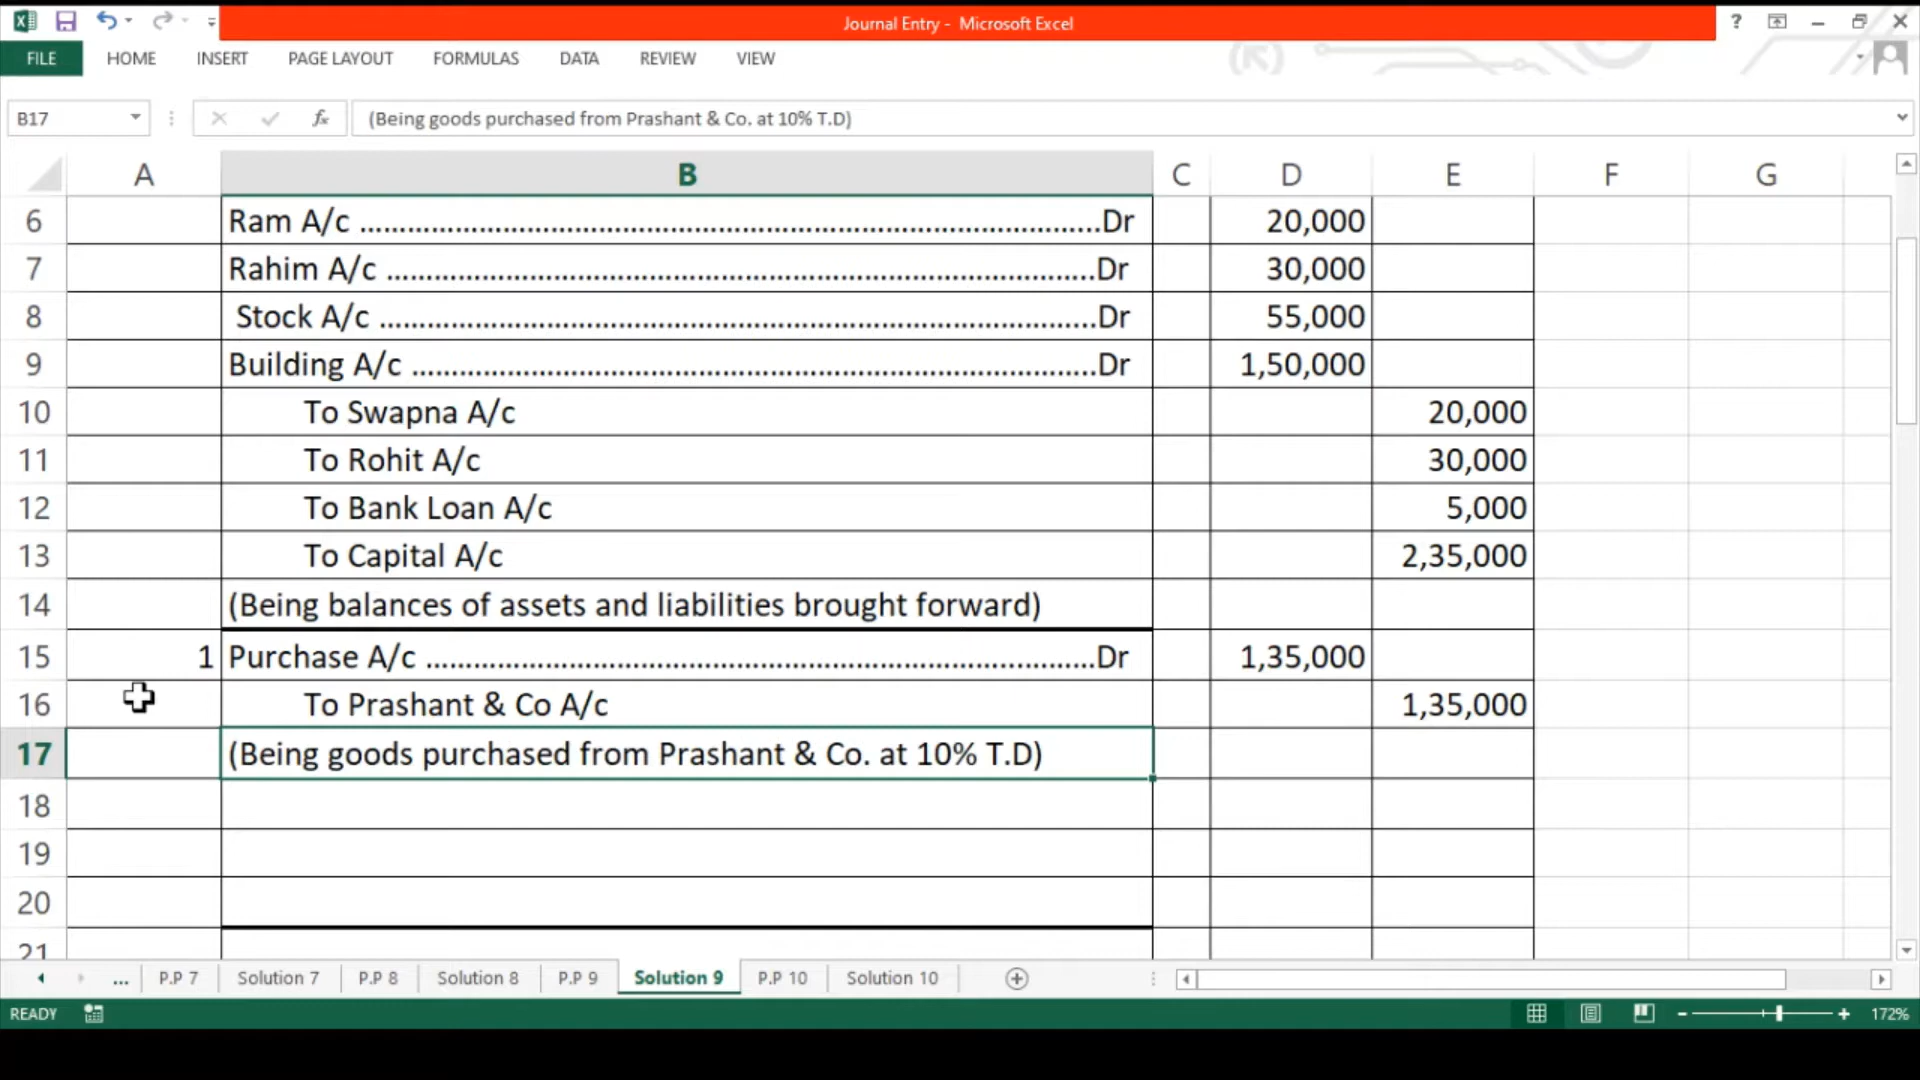 Journal Entry - Microsoft Excel
?
FILE HOME INSERT PAGE LAYOUT FORMULAS DATA REVIEW VIEW
B17 fx (Being goods purchased from Prashant & Co. at 10% T.D)
A B C D E F G
6 Ram A/c ........................................................................................Dr 20,000
7 Rahim A/c ....................................................................................Dr 30,000
8 Stock A/c .....................................................................................Dr 55,000
9 Building A/c .................................................................................Dr 1,50,000
10 To Swapna A/c 20,000
11 To Rohit A/c 30,000
12 To Bank Loan A/c 5,000
13 To Capital A/c 2,35,000
14 (Being balances of assets and liabilities brought forward)
15 1 Purchase A/c ...............................................................................Dr 1,35,000
16 To Prashant & Co A/c 1,35,000
17 (Being goods purchased from Prashant & Co. at 10% T.D)
18
19
20
21
... P.P 7 Solution 7 P.P 8 Solution 8 P.P 9 Solution 9 P.P 10 Solution 10
READY 172%